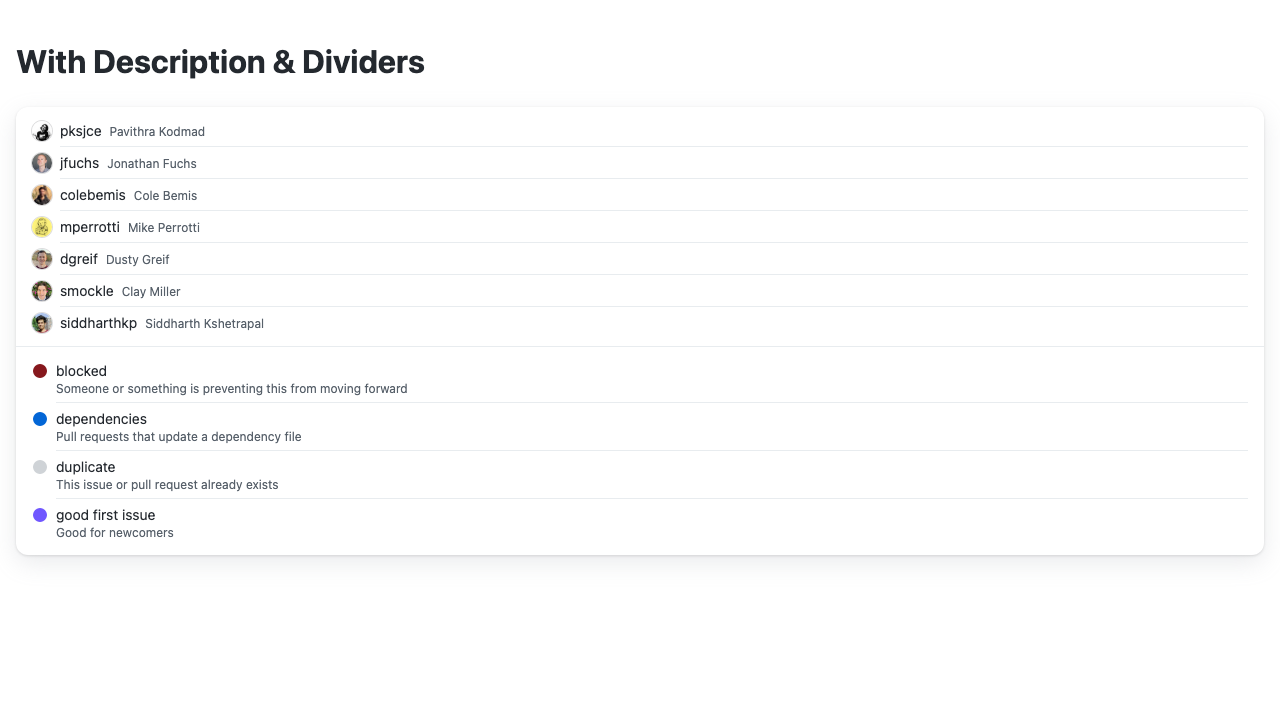 With Description & Dividers
pksjce Pavithra Kodmad
jfuchs Jonathan Fuchs
colebemis Cole Bemis
mperrotti Mike Perrotti
dgreif Dusty Greif
smockle Clay Miller
siddharthkp Siddharth Kshetrapal
blocked
Someone or something is preventing this from moving forward
dependencies
Pull requests that update a dependency file
duplicate
This issue or pull request already exists
good first issue
Good for newcomers